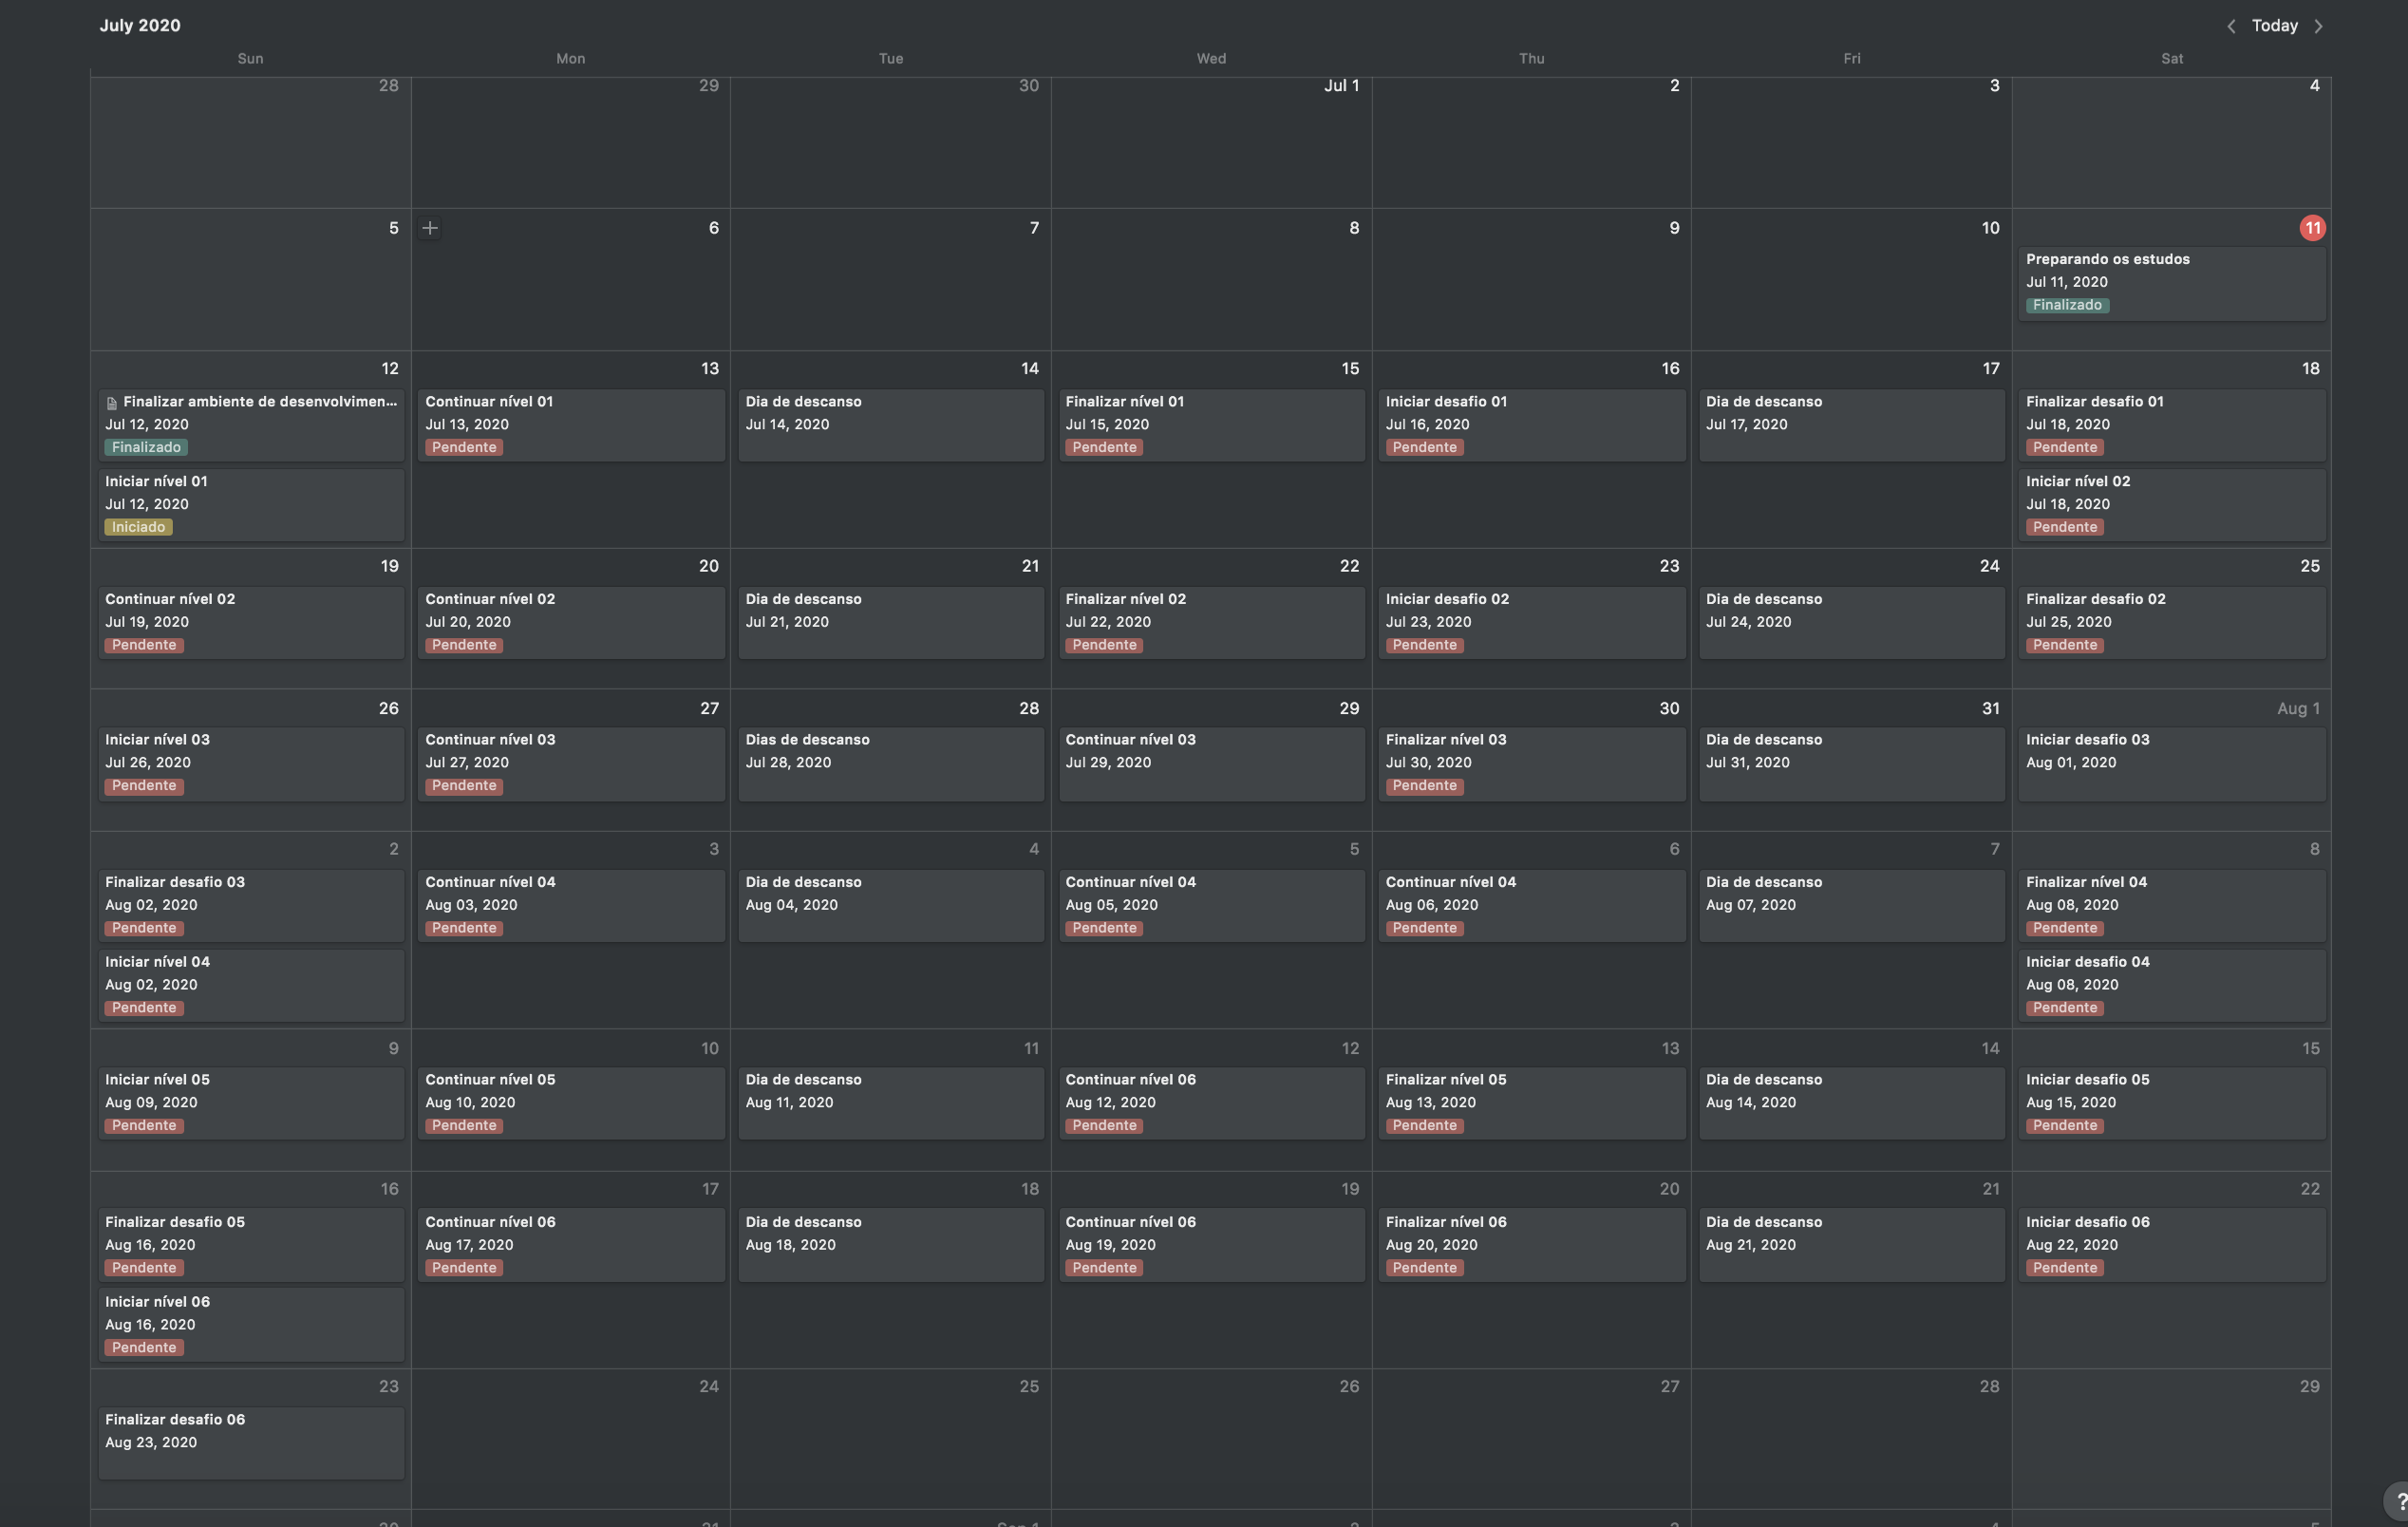 July 2020
Today
Sun Mon Tue Wed Thu Fri Sat
28 29 30 Jul 1 2 3 4
5 6 7 8 9 10 11
Preparando os estudos
Jul 11, 2020
Finalizado
12 13 14 15 16 17 18
Finalizar ambiente de desenvolvimen...
Jul 12, 2020
Finalizado
Iniciar nível 01
Jul 12, 2020
Iniciado
Continuar nível 01
Jul 13, 2020
Pendente
Dia de descanso
Jul 14, 2020
Finalizar nível 01
Jul 15, 2020
Pendente
Iniciar desafio 01
Jul 16, 2020
Pendente
Dia de descanso
Jul 17, 2020
Finalizar desafio 01
Jul 18, 2020
Pendente
Iniciar nível 02
Jul 18, 2020
Pendente
19 20 21 22 23 24 25
Continuar nível 02
Jul 19, 2020
Pendente
Continuar nível 02
Jul 20, 2020
Pendente
Dia de descanso
Jul 21, 2020
Finalizar nível 02
Jul 22, 2020
Pendente
Iniciar desafio 02
Jul 23, 2020
Pendente
Dia de descanso
Jul 24, 2020
Finalizar desafio 02
Jul 25, 2020
Pendente
26 27 28 29 30 31 Aug 1
Iniciar nível 03
Jul 26, 2020
Pendente
Continuar nível 03
Jul 27, 2020
Pendente
Dias de descanso
Jul 28, 2020
Continuar nível 03
Jul 29, 2020
Finalizar nível 03
Jul 30, 2020
Pendente
Dia de descanso
Jul 31, 2020
Iniciar desafio 03
Aug 01, 2020
2 3 4 5 6 7 8
Finalizar desafio 03
Aug 02, 2020
Pendente
Iniciar nível 04
Aug 02, 2020
Pendente
Continuar nível 04
Aug 03, 2020
Pendente
Dia de descanso
Aug 04, 2020
Continuar nível 04
Aug 05, 2020
Pendente
Continuar nível 04
Aug 06, 2020
Pendente
Dia de descanso
Aug 07, 2020
Finalizar nível 04
Aug 08, 2020
Pendente
Iniciar desafio 04
Aug 08, 2020
Pendente
9 10 11 12 13 14 15
Iniciar nível 05
Aug 09, 2020
Pendente
Continuar nível 05
Aug 10, 2020
Pendente
Dia de descanso
Aug 11, 2020
Continuar nível 06
Aug 12, 2020
Pendente
Finalizar nível 05
Aug 13, 2020
Pendente
Dia de descanso
Aug 14, 2020
Iniciar desafio 05
Aug 15, 2020
Pendente
16 17 18 19 20 21 22
Finalizar desafio 05
Aug 16, 2020
Pendente
Iniciar nível 06
Aug 16, 2020
Pendente
Continuar nível 06
Aug 17, 2020
Pendente
Dia de descanso
Aug 18, 2020
Continuar nível 06
Aug 19, 2020
Pendente
Finalizar nível 06
Aug 20, 2020
Pendente
Dia de descanso
Aug 21, 2020
Iniciar desafio 06
Aug 22, 2020
Pendente
23 24 25 26 27 28 29
Finalizar desafio 06
Aug 23, 2020
?